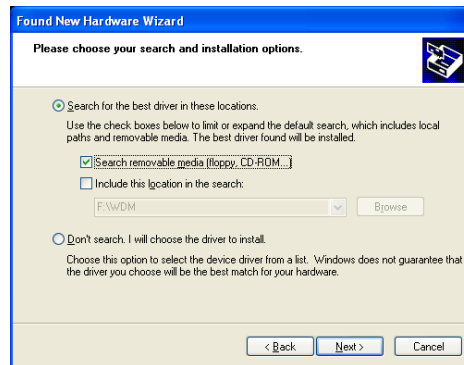 Found New Hardware Wizard
Please choose your search and installation options.
Search for the best driver in these locations.
Use the check boxes below to limit or expand the default search, which includes local
paths and removable media. The best driver found will be installed.
Search removable media (floppy, CD-ROM...)
Include this location in the search:
F:\WDM
Browse
Don't search. I will choose the driver to install.
Choose this option to select the device driver from a list. Windows does not guarantee that
the driver you choose will be the best match for your hardware.
< Back Next > Cancel